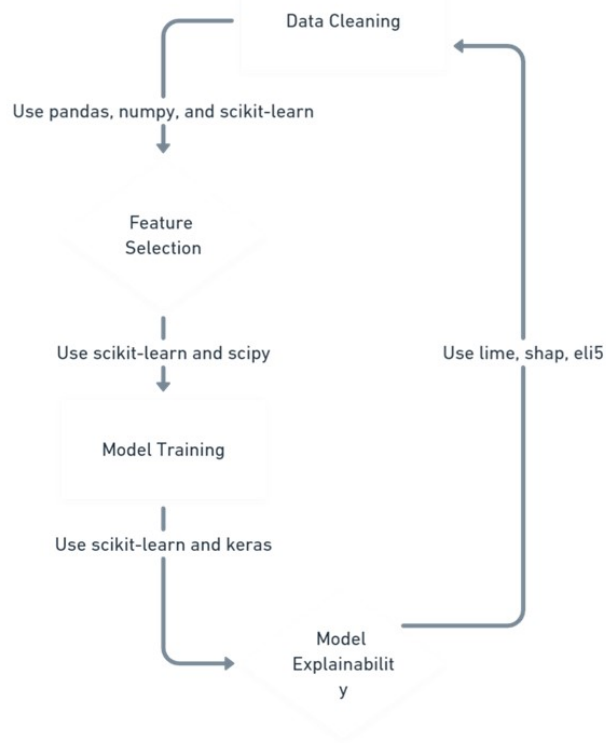 Data Cleaning
Use pandas, numpy, and scikit-learn
Feature
Selection
Use scikit-learn and scipy
Use lime, shap, eli5
Model Training
Use scikit-learn and keras
Model
Explainabilit
y